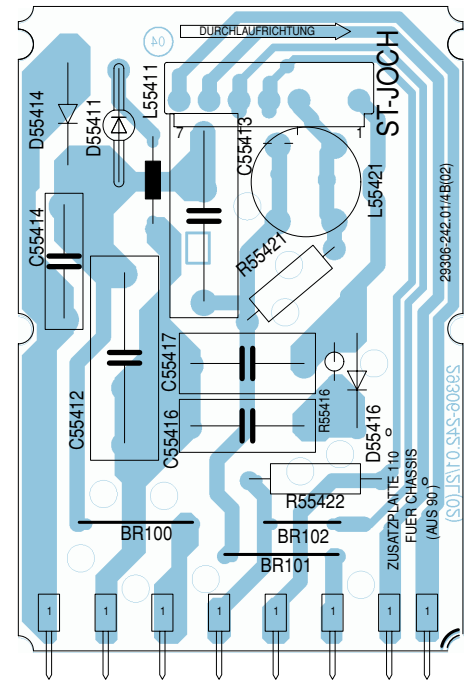 DURCHLAUFRICHTUNG
04
ST-JOCH
L55411
D55414
D55411
C55413
7
1
L55421
C55414
R55421
29306-242.01/4B(02)
C55417
C55412
C55416
R55416
D55416
29306-242.01/2L(02)
R55422
ZUSATZPLATTE 110
FUER CHASSIS
(AUS 90 )
BR100
BR102
BR101
1
1
1
1
1
1
1
1